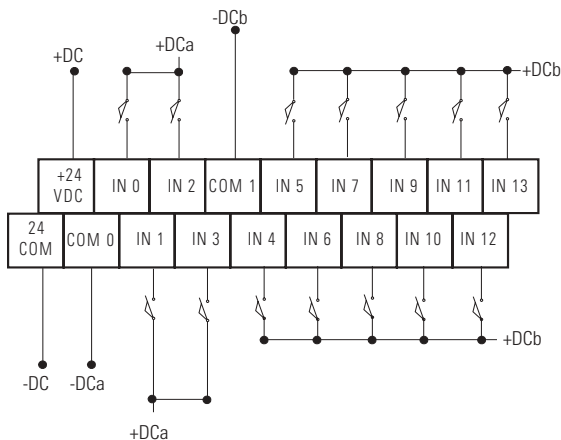 -DCb
+DC
+DCa
+DCb
+24
VDC
IN 0
IN 2
COM 1
IN 5
IN 7
IN 9
IN 11
IN 13
24
COM
COM 0
IN 1
IN 3
IN 4
IN 6
IN 8
IN 10
IN 12
+DCb
-DC
-DCa
+DCa